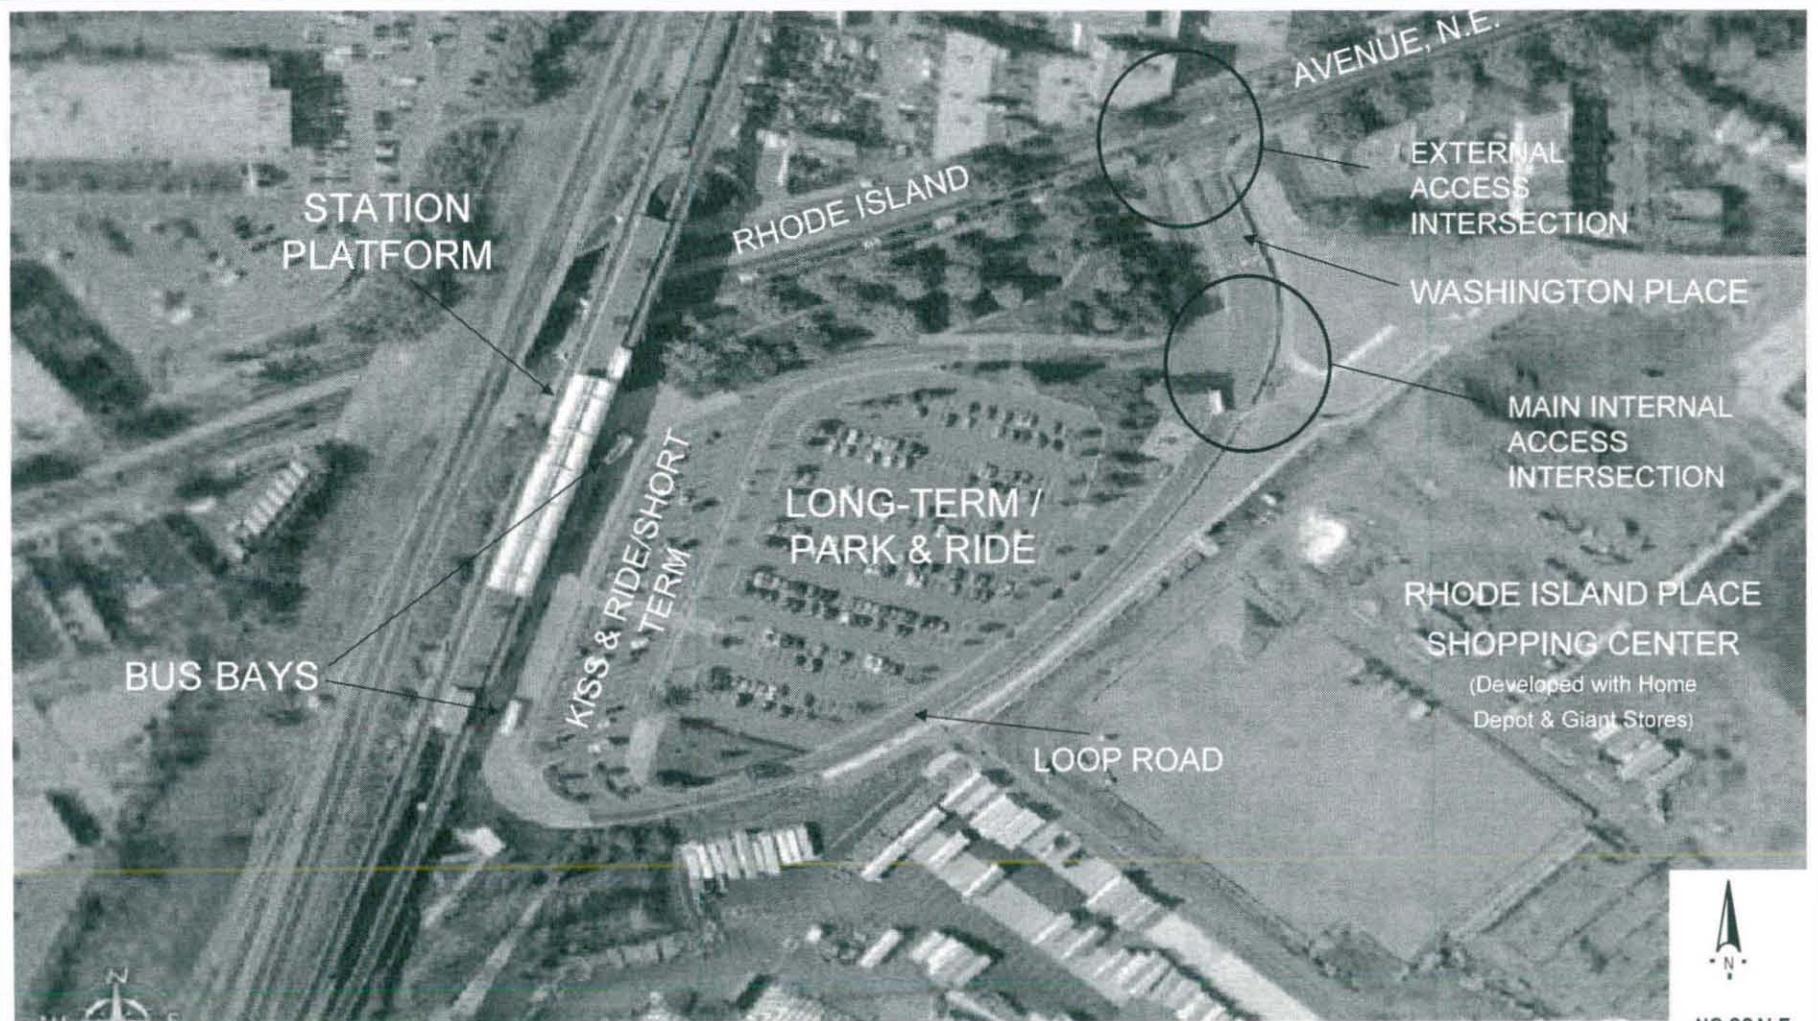 AVENUE, N.E.
EXTERNAL
ACCESS
INTERSECTION
RHODE ISLAND
STATION
PLATFORM
WASHINGTON PLACE
MAIN INTERNAL
ACCESS
INTERSECTION
LONG-TERM /
PARK & RIDE
KISS & RIDE/SHORT
TERM
RHODE ISLAND PLACE
SHOPPING CENTER
(Developed with Home
Depot & Giant Stores)
BUS BAYS
LOOP ROAD
N
N